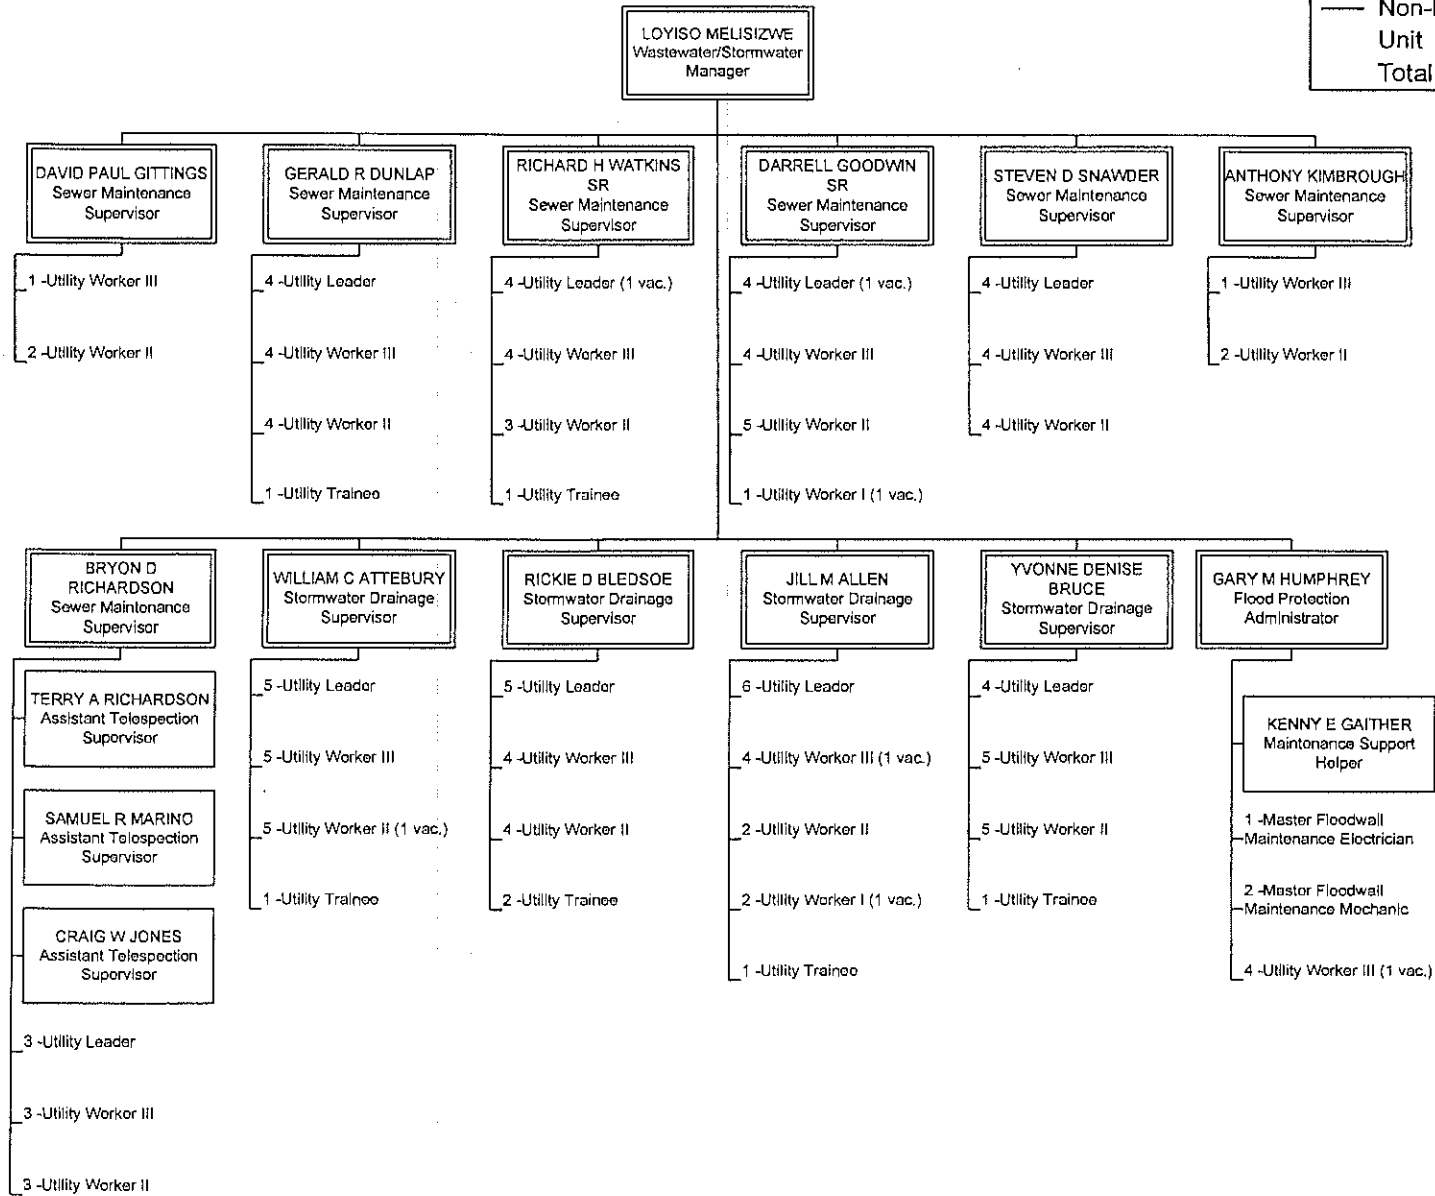 Non-
Unit
Total
LOYISO MELISIZWE
Wastewater/Stormwater
Manager
DAVID PAUL GITTINGS
Sewer Maintenance
Supervisor
1 -Utility Worker III
2 -Utility Worker II
GERALD R DUNLAP
Sewer Maintenance
Supervisor
4 -Utility Leader
4 -Utility Worker III
4 -Utility Worker II
1 -Utility Trainee
RICHARD H WATKINS
SR
Sewer Maintenance
Supervisor
4 -Utility Leader (1 vac.)
4 -Utility Worker III
3 -Utility Worker II
1 -Utility Trainee
DARRELL GOODWIN
SR
Sewer Maintenance
Supervisor
4 -Utility Leader (1 vac.)
4 -Utility Worker III
5 -Utility Worker II
1 -Utility Worker I (1 vac.)
STEVEN D SNAWDER
Sewer Maintenance
Supervisor
4 -Utility Leader
4 -Utility Worker III
4 -Utility Worker II
ANTHONY KIMBROUGH
Sewer Maintenance
Supervisor
1 -Utility Worker III
2 -Utility Worker II
BRYON D
RICHARDSON
Sewer Maintenance
Supervisor
TERRY A RICHARDSON
Assistant Telespection
Supervisor
SAMUEL R MARINO
Assistant Telespection
Supervisor
CRAIG W JONES
Assistant Telespection
Supervisor
3 -Utility Leader
3 -Utility Worker III
3 -Utility Worker II
WILLIAM C ATTEBURY
Stormwater Drainage
Supervisor
5 -Utility Leader
5 -Utility Worker III
5 -Utility Worker II (1 vac.)
1 -Utility Trainee
RICKIE D BLEDSOE
Stormwater Drainage
Supervisor
5 -Utility Leader
4 -Utility Worker III
4 -Utility Worker II
2 -Utility Trainee
JILL M ALLEN
Stormwater Drainage
Supervisor
6 -Utility Leader
4 -Utility Worker III (1 vac.)
2 -Utility Worker II
2 -Utility Worker I (1 vac.)
1 -Utility Trainee
YVONNE DENISE
BRUCE
Stormwater Drainage
Supervisor
4 -Utility Leader
5 -Utility Worker III
5 -Utility Worker II
1 -Utility Trainee
GARY M HUMPHREY
Flood Protection
Administrator
KENNY E GAITHER
Maintenance Support
Helper
1 -Master Floodwall
Maintenance Electrician
2 -Master Floodwall
Maintenance Mechanic
4 -Utility Worker III (1 vac.)